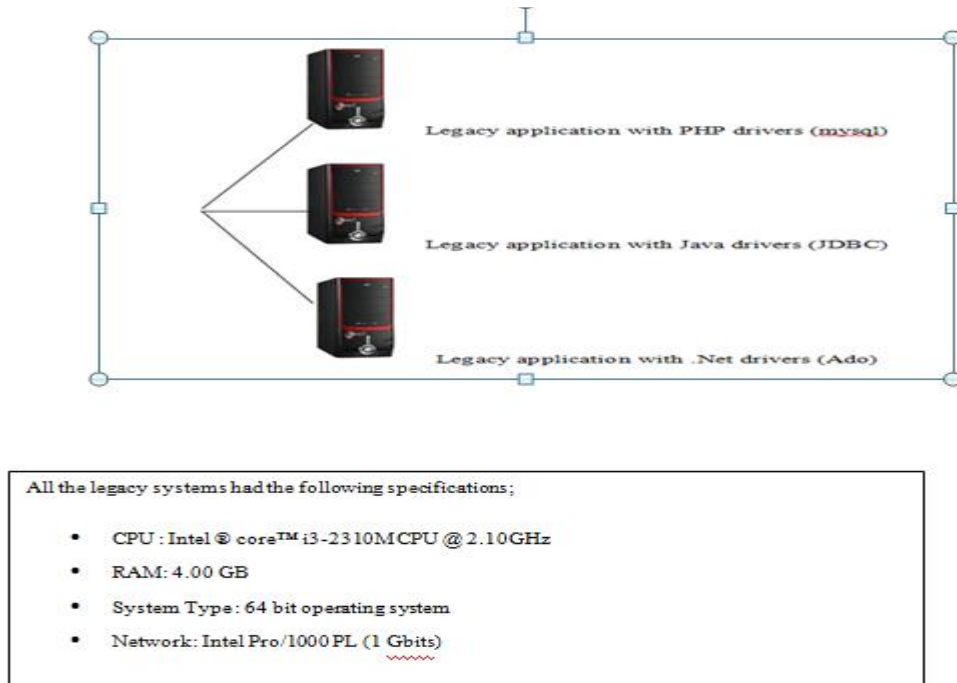 Legacy application with PHP drivers (mysql)
Legacy application with Java drivers (JDBC)
Legacy application with .Net drivers (Ado)
All the legacy systems had the following specifications;
• CPU : Intel ® core™ i3-2310M CPU @ 2.10GHz
• RAM: 4.00 GB
• System Type : 64 bit operating system
• Network: Intel Pro/1000 PL (1 Gbits)